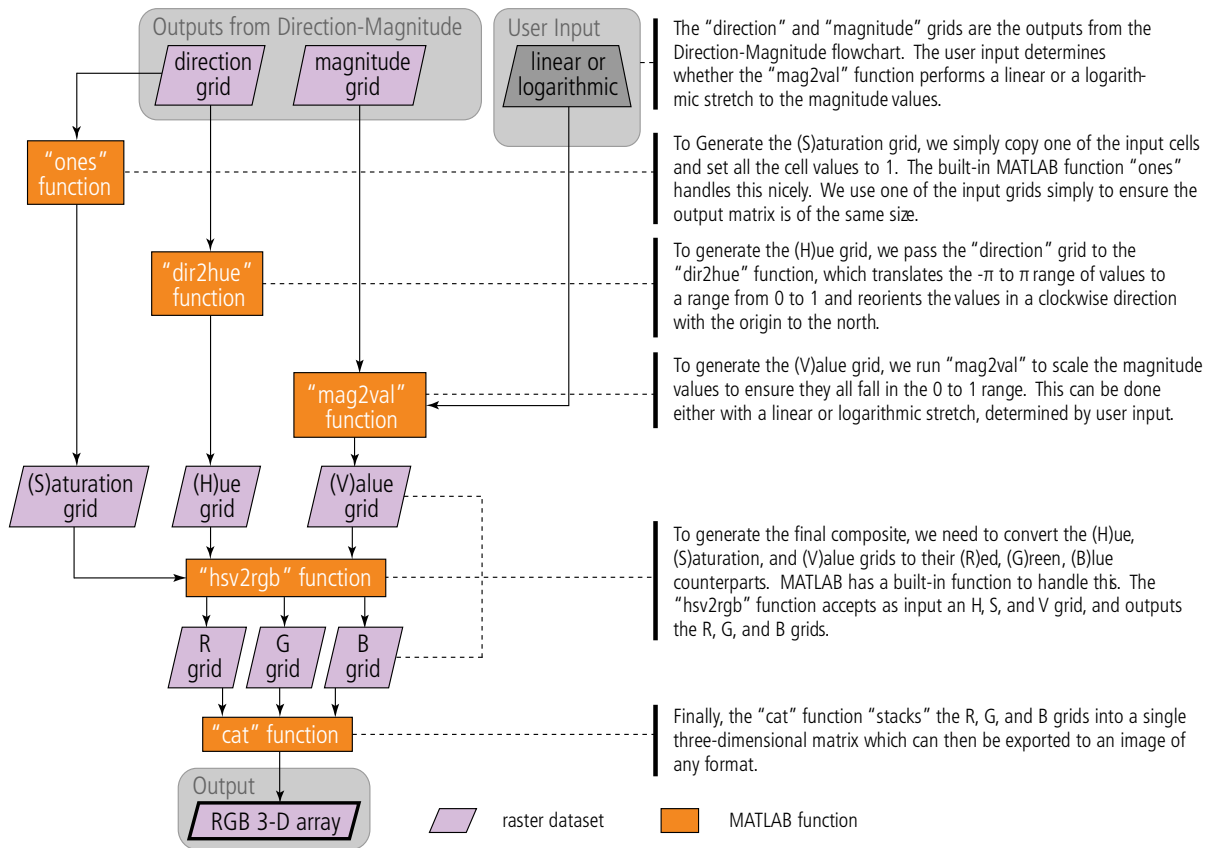 Outputs from Direction-Magnitude
direction
grid
magnitude
grid
User Input
linear or
logarithmic
The “direction” and “magnitude” grids are the outputs from the
Direction-Magnitude flowchart. The user input determines
whether the “mag2val” function performs a linear or a logarith-
mic stretch to the magnitude values.
“ones”
function
To Generate the (S)aturation grid, we simply copy one of the input cells
and set all the cell values to 1. The built-in MATLAB function “ones”
handles this nicely. We use one of the input grids simply to ensure the
output matrix is of the same size.
“dir2hue”
function
To generate the (H)ue grid, we pass the “direction” grid to the
“dir2hue” function, which translates the -π to π range of values to
a range from 0 to 1 and reorients the values in a clockwise direction
with the origin to the north.
“mag2val”
function
To generate the (V)alue grid, we run “mag2val” to scale the magnitude
values to ensure they all fall in the 0 to 1 range. This can be done
either with a linear or logarithmic stretch, determined by user input.
(S)aturation
grid
(H)ue
grid
(V)alue
grid
“hsv2rgb” function
To generate the final composite, we need to convert the (H)ue,
(S)aturation, and (V)alue grids to their (R)ed, (G)reen, (B)lue
counterparts. MATLAB has a built-in function to handle this. The
“hsv2rgb” function accepts as input an H, S, and V grid, and outputs
the R, G, and B grids.
R
grid
G
grid
B
grid
“cat” function
Finally, the “cat” function “stacks” the R, G, and B grids into a single
three-dimensional matrix which can then be exported to an image of
any format.
Output
RGB 3-D array
raster dataset
MATLAB function